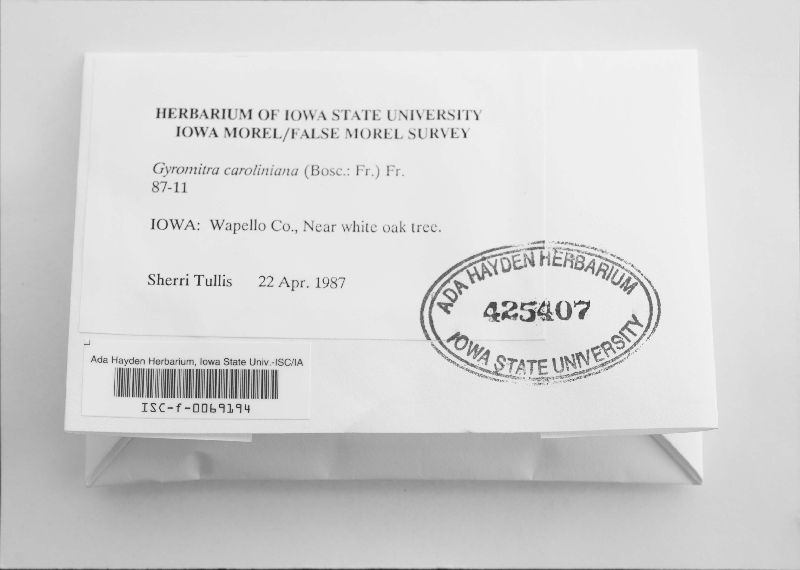 HERBARIUM OF IOWA STATE UNIVERSITY
IOWA MOREL/FALSE MOREL SURVEY
Gyromitra caroliniana (Bosc.: Fr.) Fr.
87-11
IOWA: Wapello Co., Near white oak tree.
Sherri Tullis 22 Apr. 1987
ADA HAYDEN HERBARIUM
425407
IOWA STATE UNIVERSITY
Ada Hayden Herbarium, Iowa State Univ.-ISC/IA
ISC-f-0069194